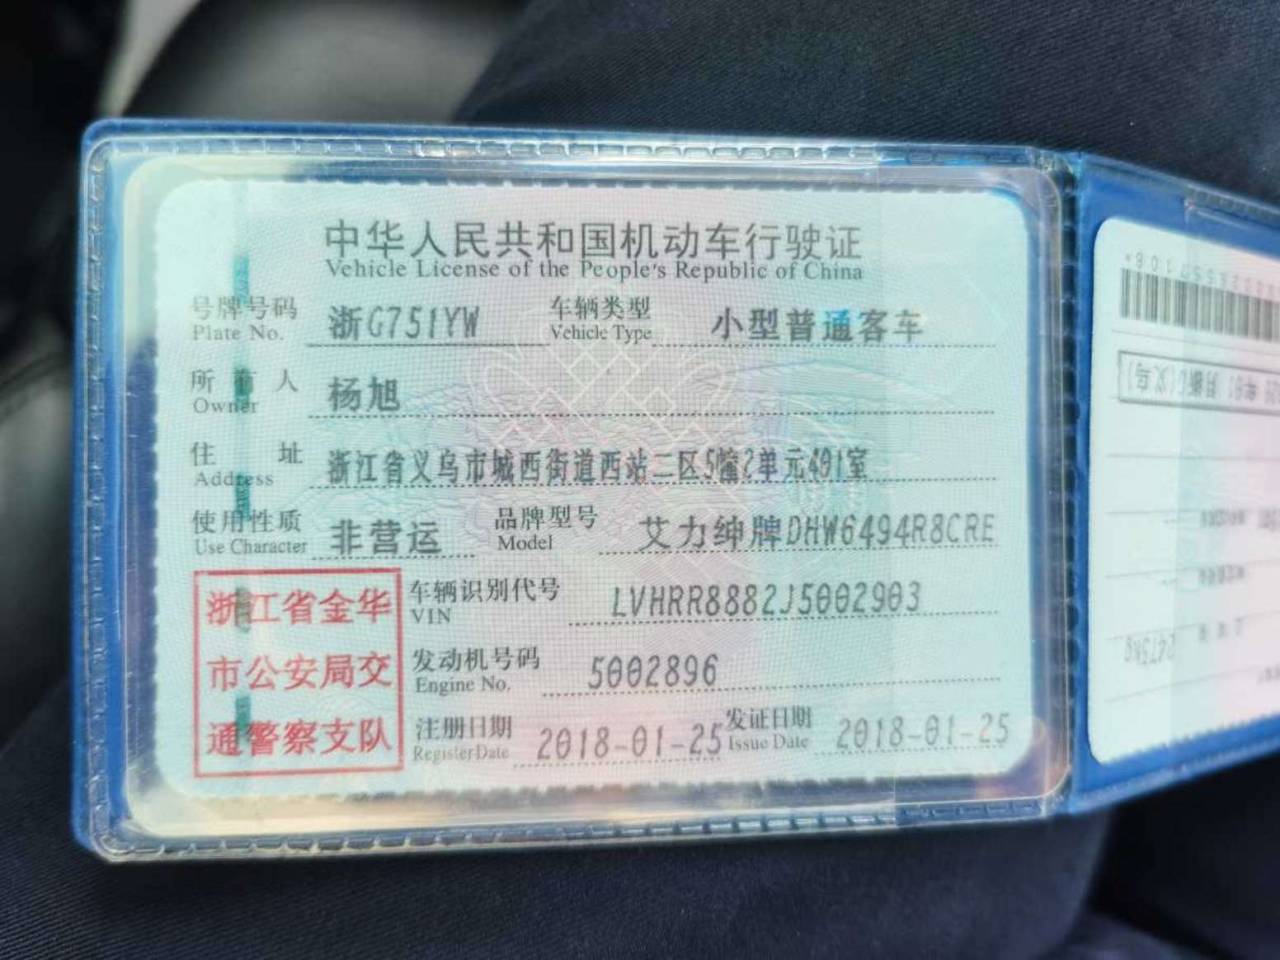 中华人民共和国机动车行驶证
Vehicle License of the People's Republic of China
号牌号码 浙G751YW 车辆类型 小型普通客车
Plate No. Vehicle Type
所有人 杨旭
Owner
住址 浙江省义乌市城西街道西站三区5幢2单元401室
Address
使用性质 非营运 品牌型号 艾力绅牌DHW6494R8CRE
Use Character Model
浙江省金华
市公安局交
通警察支队
车辆识别代号 LVHRR8882J5002903
VIN
发动机号码 5002896
Engine No.
注册日期 2018-01-25 发证日期 2018-01-25
Register Date Issue Date
2475kg